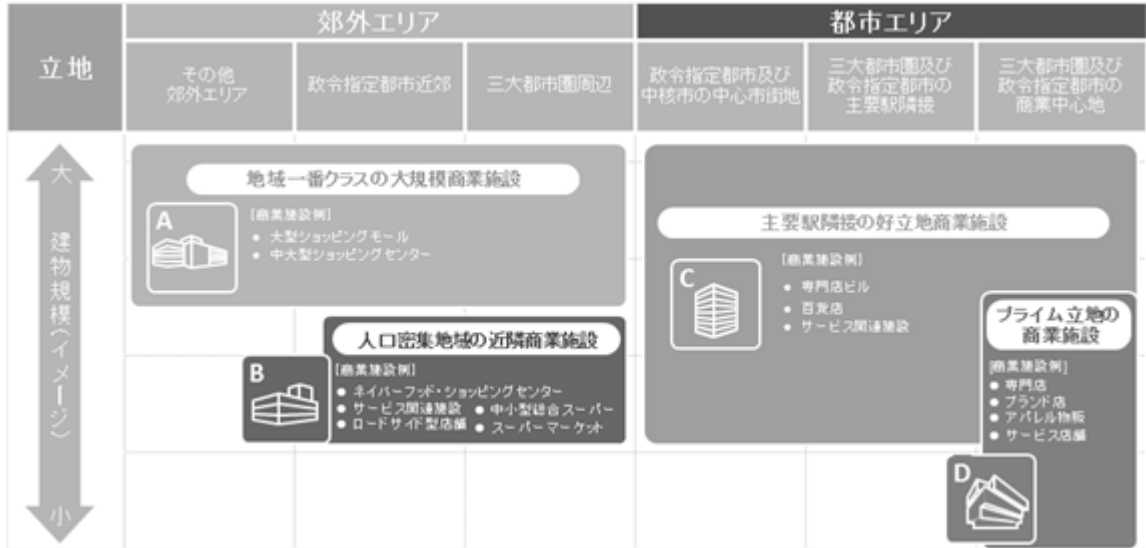 立地
郊外エリア
都市エリア
その他
郊外エリア
政令指定都市近郊
三大都市圏周辺
政令指定都市及び
中核市の中心市街地
三大都市圏及び
政令指定都市の
主要駅隣接
三大都市圏及び
政令指定都市の
商業中心地
大
建物規模(イメージ)
小
地域一番クラスの大規模商業施設
A
[商業施設例]
● 大型ショッピングモール
● 中大型ショッピングセンター
人口密集地域の近隣商業施設
B
[商業施設例]
● ネイバーフッド・ショッピングセンター
● サービス関連施設 ● 中小型総合スーパー
● ロードサイド型店舗 ● スーパーマーケット
主要駅隣接の好立地商業施設
C
[商業施設例]
● 専門店ビル
● 百貨店
● サービス関連施設
プライム立地の
商業施設
[商業施設例]
● 専門店
● ブランド店
● アパレル物販
● サービス店舗
D